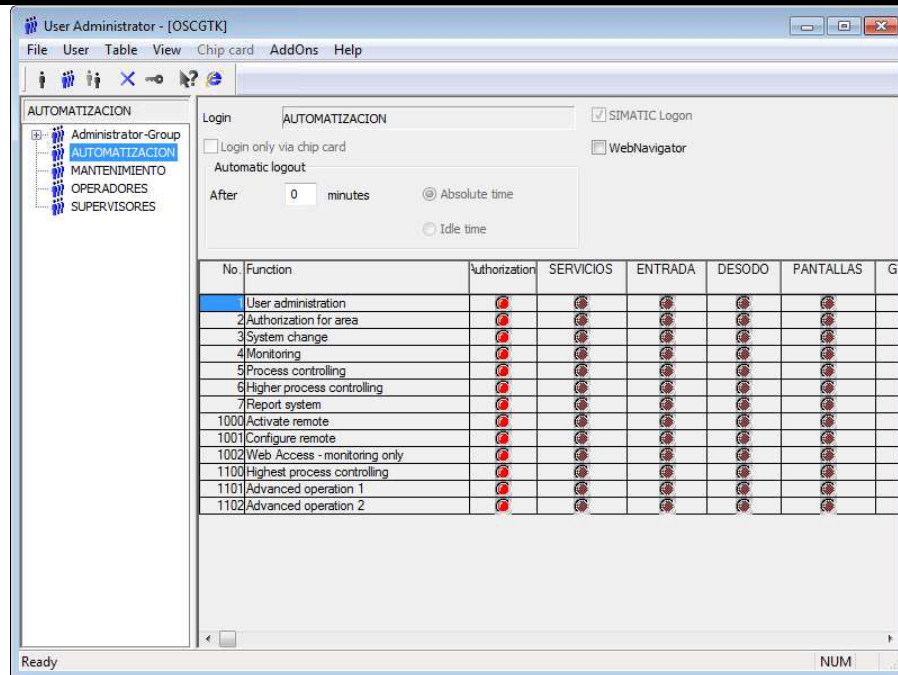 User Administrator - [OSCGTK]
File User Table View Chip card AddOns Help
AUTOMATIZACION
Administrator-Group
AUTOMATIZACION
MANTENIMIENTO
OPERADORES
SUPERVISORES
Login AUTOMATIZACION SIMATIC Logon
Login only via chip card WebNavigator
Automatic logout
After 0 minutes Absolute time
Idle time
No. Function Authorization SERVICIOS ENTRADA DESODO PANTALLAS G
1 User administration
2 Authorization for area
3 System change
4 Monitoring
5 Process controlling
6 Higher process controlling
7 Report system
1000 Activate remote
1001 Configure remote
1002 Web Access - monitoring only
1100 Highest process controlling
1101 Advanced operation 1
1102 Advanced operation 2
Ready NUM